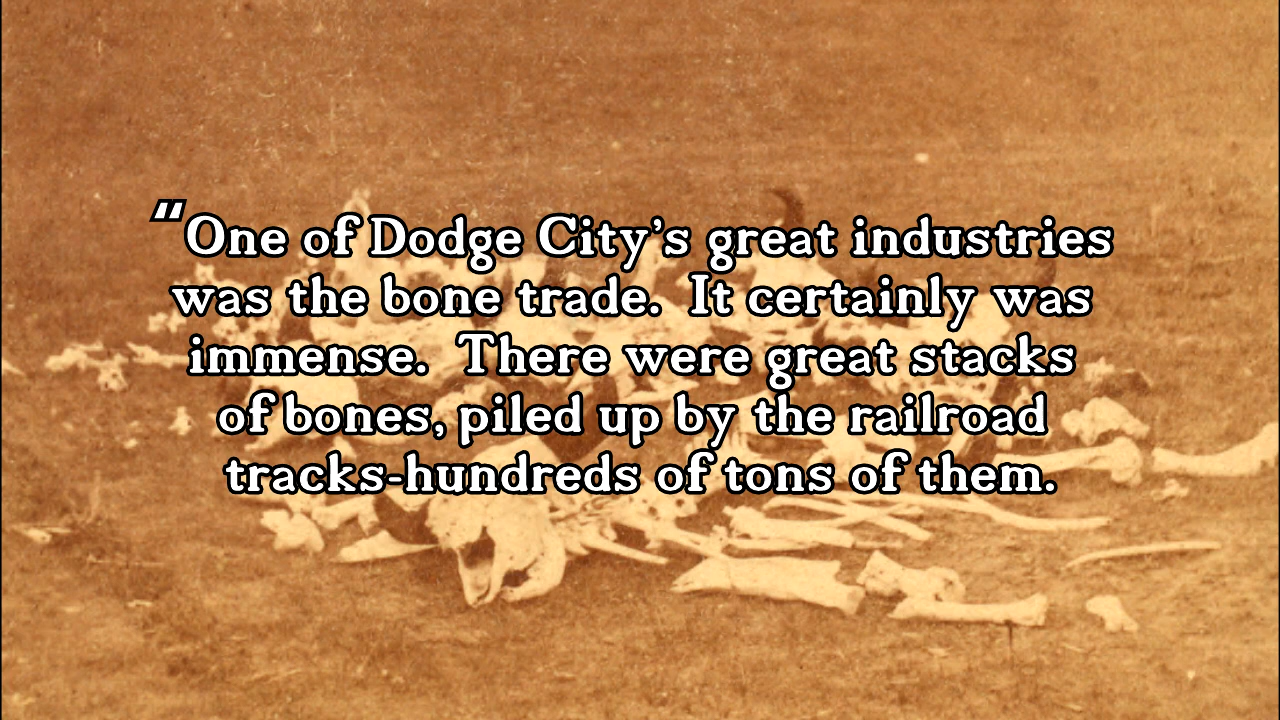 "One of Dodge City's great industries
was the bone trade. It certainly was
immense. There were great stacks
of bones, piled up by the railroad
tracks-hundreds of tons of them.